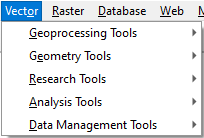 Vector Raster Database Web
Geoprocessing Tools
Geometry Tools
Research Tools
Analysis Tools
Data Management Tools